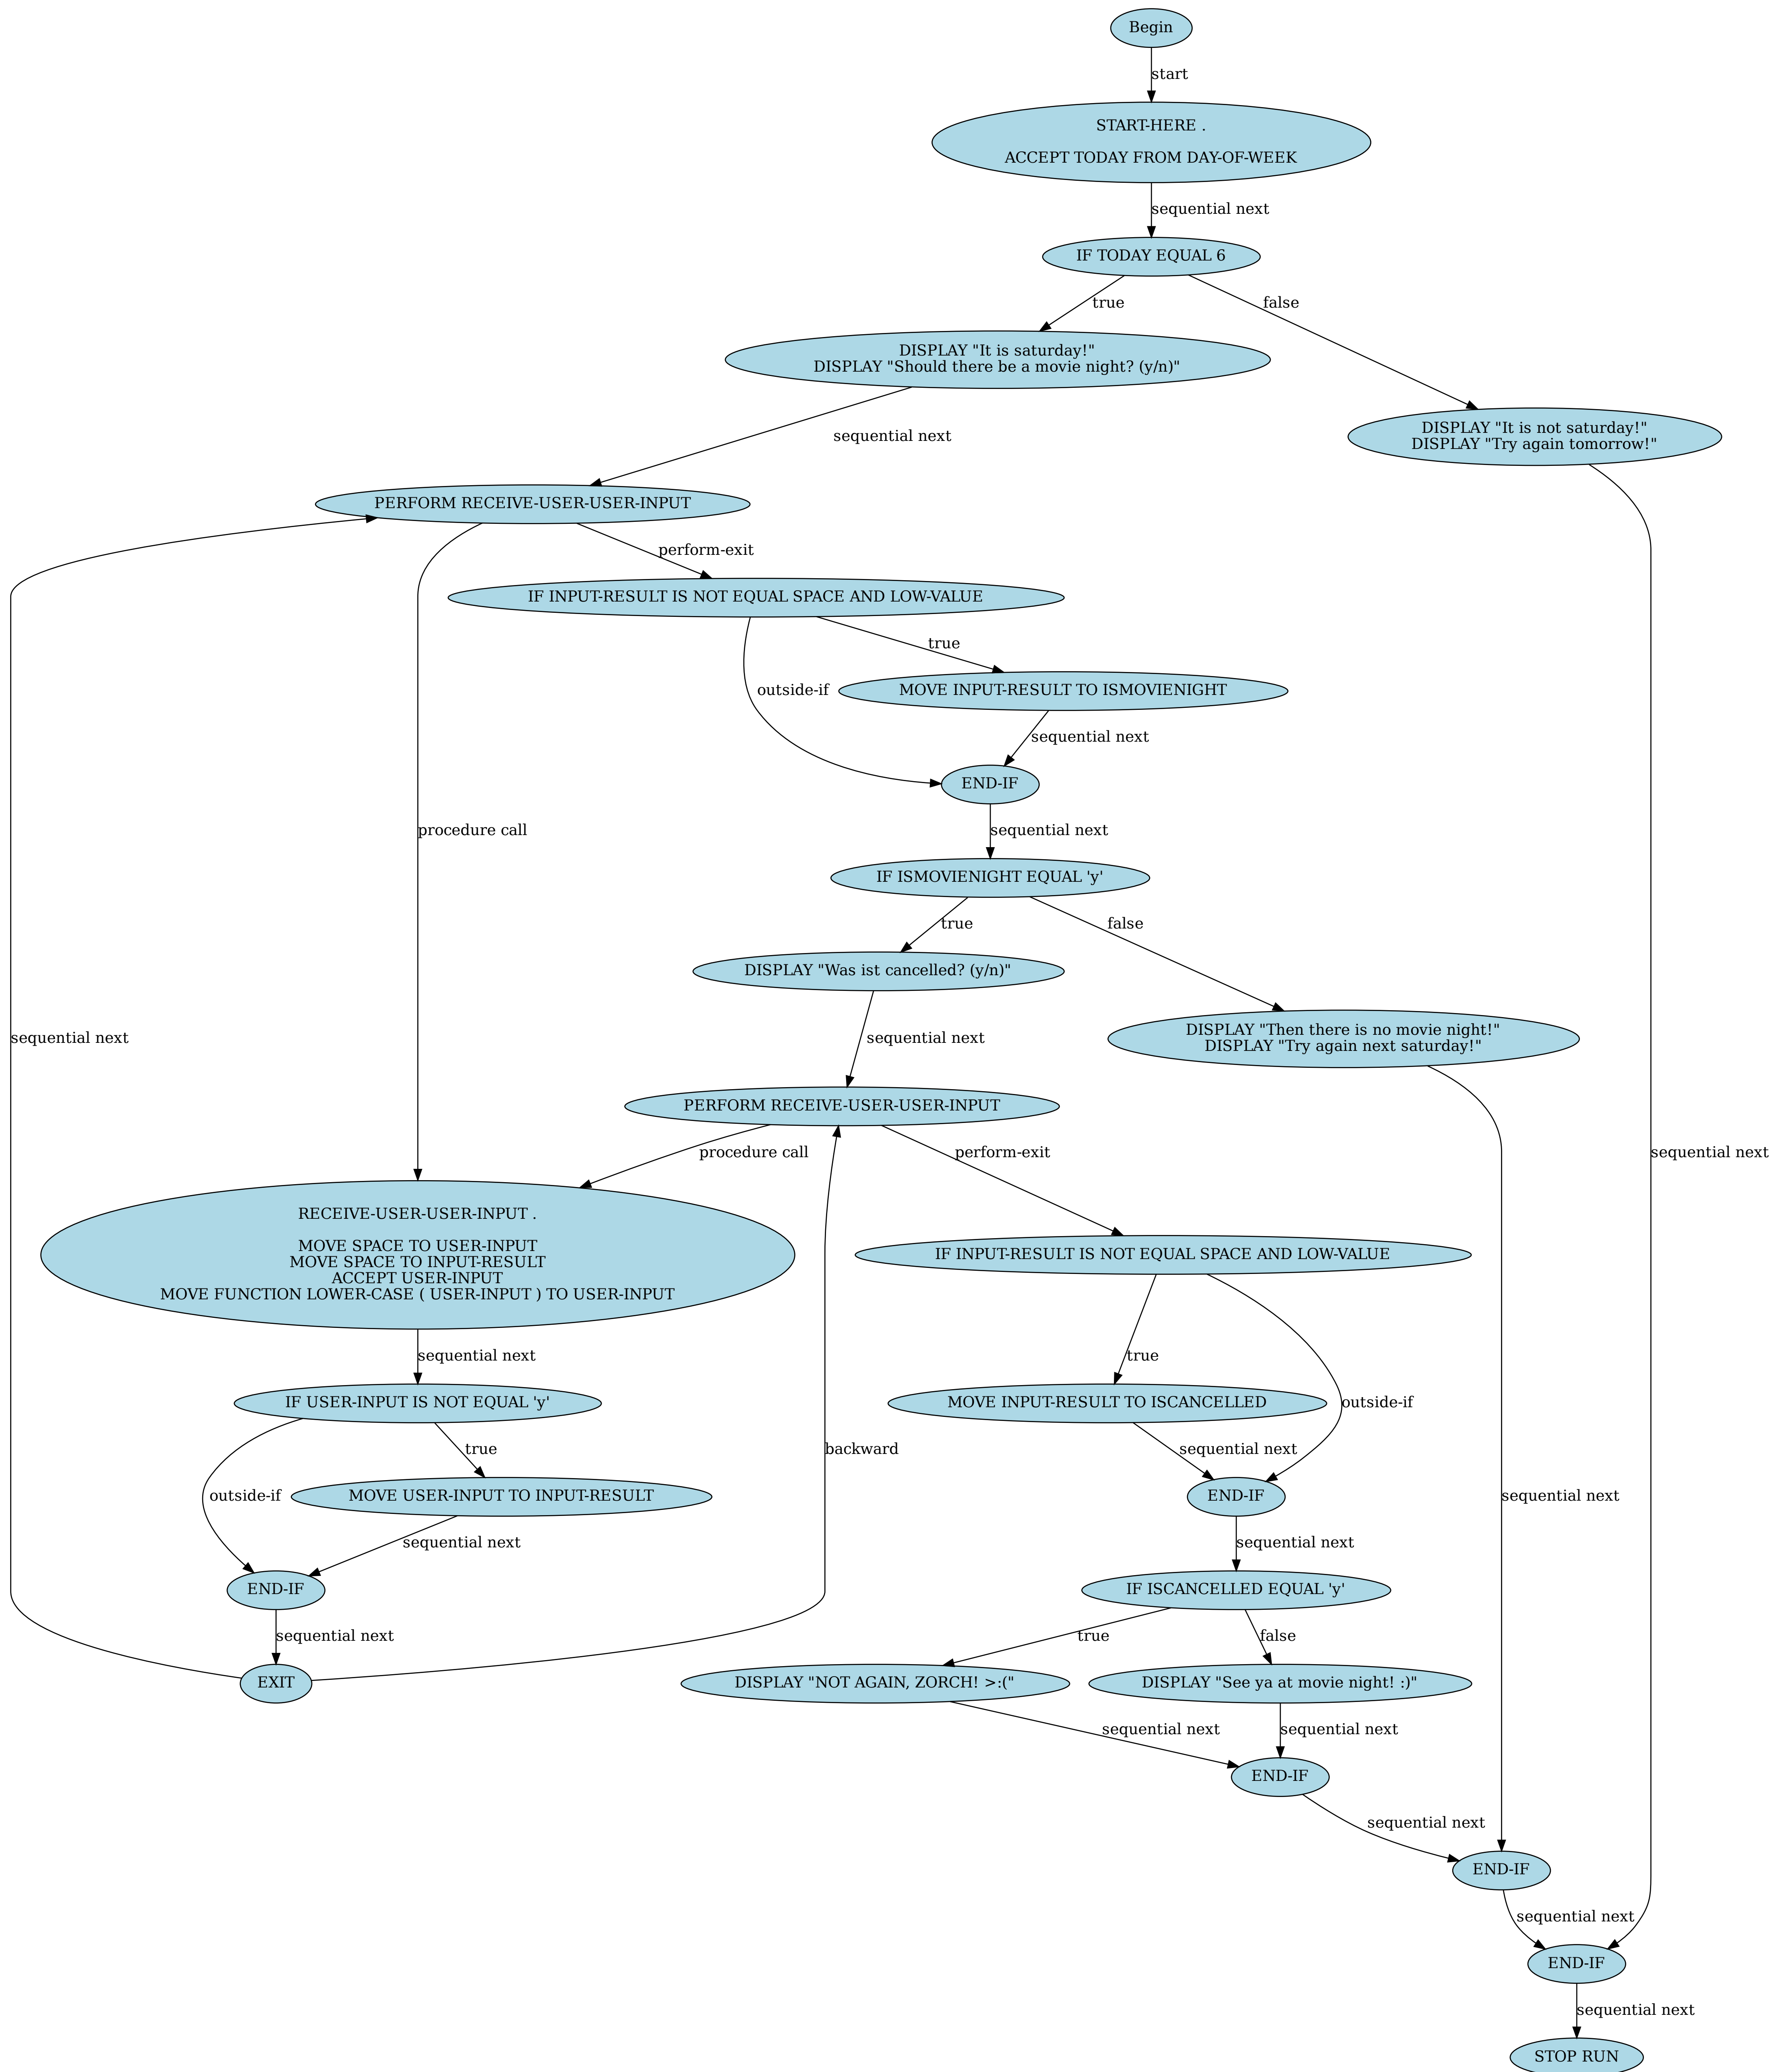 Begin
start
START-HERE .
ACCEPT TODAY FROM DAY-OF-WEEK
sequential next
IF TODAY EQUAL 6
true
false
DISPLAY "It is saturday!"
DISPLAY "Should there be a movie night? (y/n)"
DISPLAY "It is not saturday!"
DISPLAY "Try again tomorrow!"
sequential next
PERFORM RECEIVE-USER-USER-INPUT
perform-exit
IF INPUT-RESULT IS NOT EQUAL SPACE AND LOW-VALUE
true
outside-if
MOVE INPUT-RESULT TO ISMOVIENIGHT
sequential next
END-IF
procedure call
sequential next
IF ISMOVIENIGHT EQUAL 'y'
true
false
DISPLAY "Was ist cancelled? (y/n)"
DISPLAY "Then there is no movie night!"
DISPLAY "Try again next saturday!"
sequential next
sequential next
PERFORM RECEIVE-USER-USER-INPUT
procedure call
perform-exit
sequential next
RECEIVE-USER-USER-INPUT .
MOVE SPACE TO USER-INPUT
MOVE SPACE TO INPUT-RESULT
ACCEPT USER-INPUT
MOVE FUNCTION LOWER-CASE ( USER-INPUT ) TO USER-INPUT
IF INPUT-RESULT IS NOT EQUAL SPACE AND LOW-VALUE
sequential next
true
IF USER-INPUT IS NOT EQUAL 'y'
MOVE INPUT-RESULT TO ISCANCELLED
outside-if
true
backward
sequential next
outside-if
MOVE USER-INPUT TO INPUT-RESULT
END-IF
sequential next
sequential next
sequential next
END-IF
IF ISCANCELLED EQUAL 'y'
sequential next
true
false
EXIT
DISPLAY "NOT AGAIN, ZORCH! >:("
DISPLAY "See ya at movie night! :)"
sequential next
sequential next
END-IF
sequential next
END-IF
sequential next
END-IF
sequential next
STOP RUN